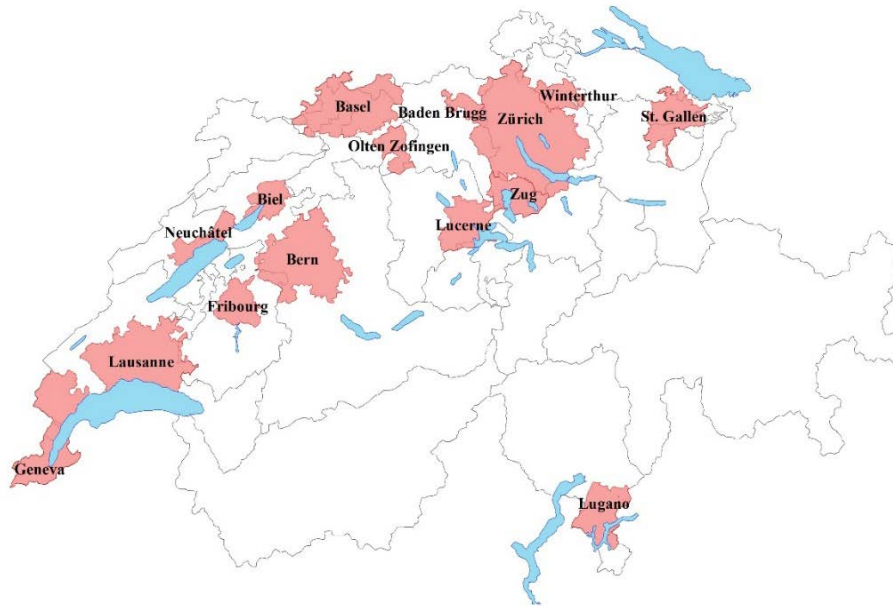 Basel
Baden Brugg
Winterthur
Zürich
St. Gallen
Olten Zofingen
Biel
Zug
Neuchâtel
Lucerne
Bern
Fribourg
Lausanne
Geneva
Lugano